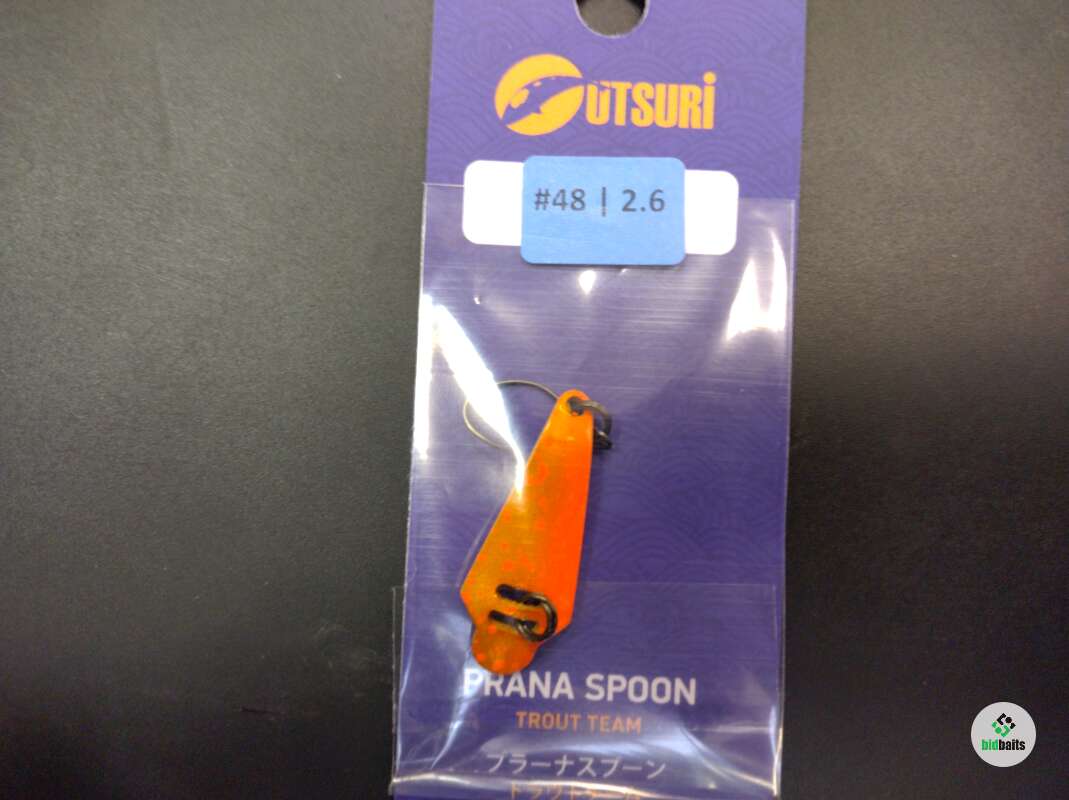 UTSURi
#48 | 2.6
PRANA SPOON
TROUT TEAM
プラーナスプーン
bidbaits